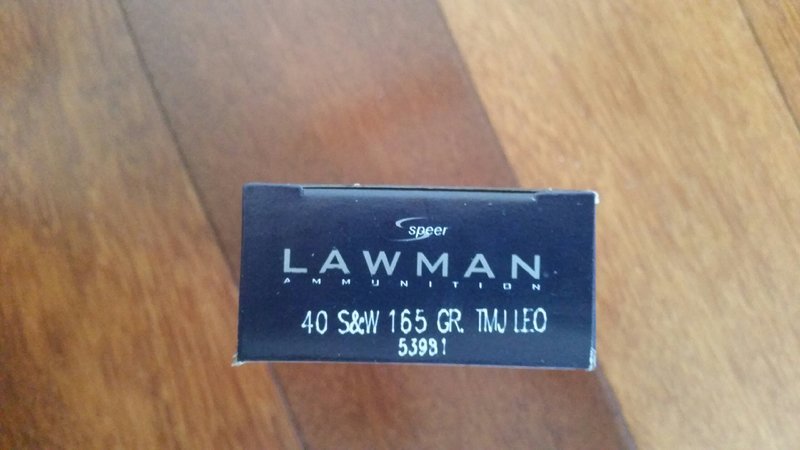 speer
LAWMAN
AMMUNITION
40 S&W 165 GR. TMJ LEO
53981